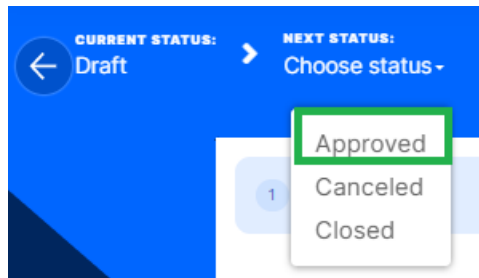 CURRENT STATUS:
Draft
NEXT STATUS:
Choose status
Approved
1
Canceled
Closed